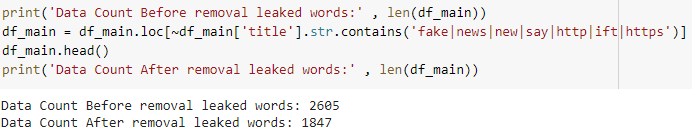 print('Data Count Before removal leaked words:' , len(df_main))
df_main = df_main.loc[~df_main['title'].str.contains('fake|news|new|say|http|ift|https')]
df_main.head()
print('Data Count After removal leaked words:' , len(df_main))
Data Count Before removal leaked words: 2605
Data Count After removal leaked words: 1847